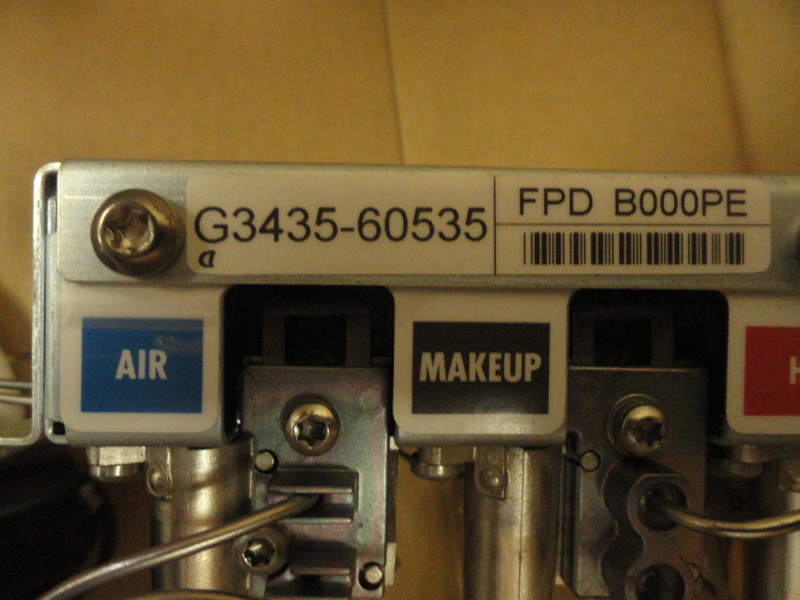 G3435-60535
FPD B000PE
AIR
MAKEUP
H